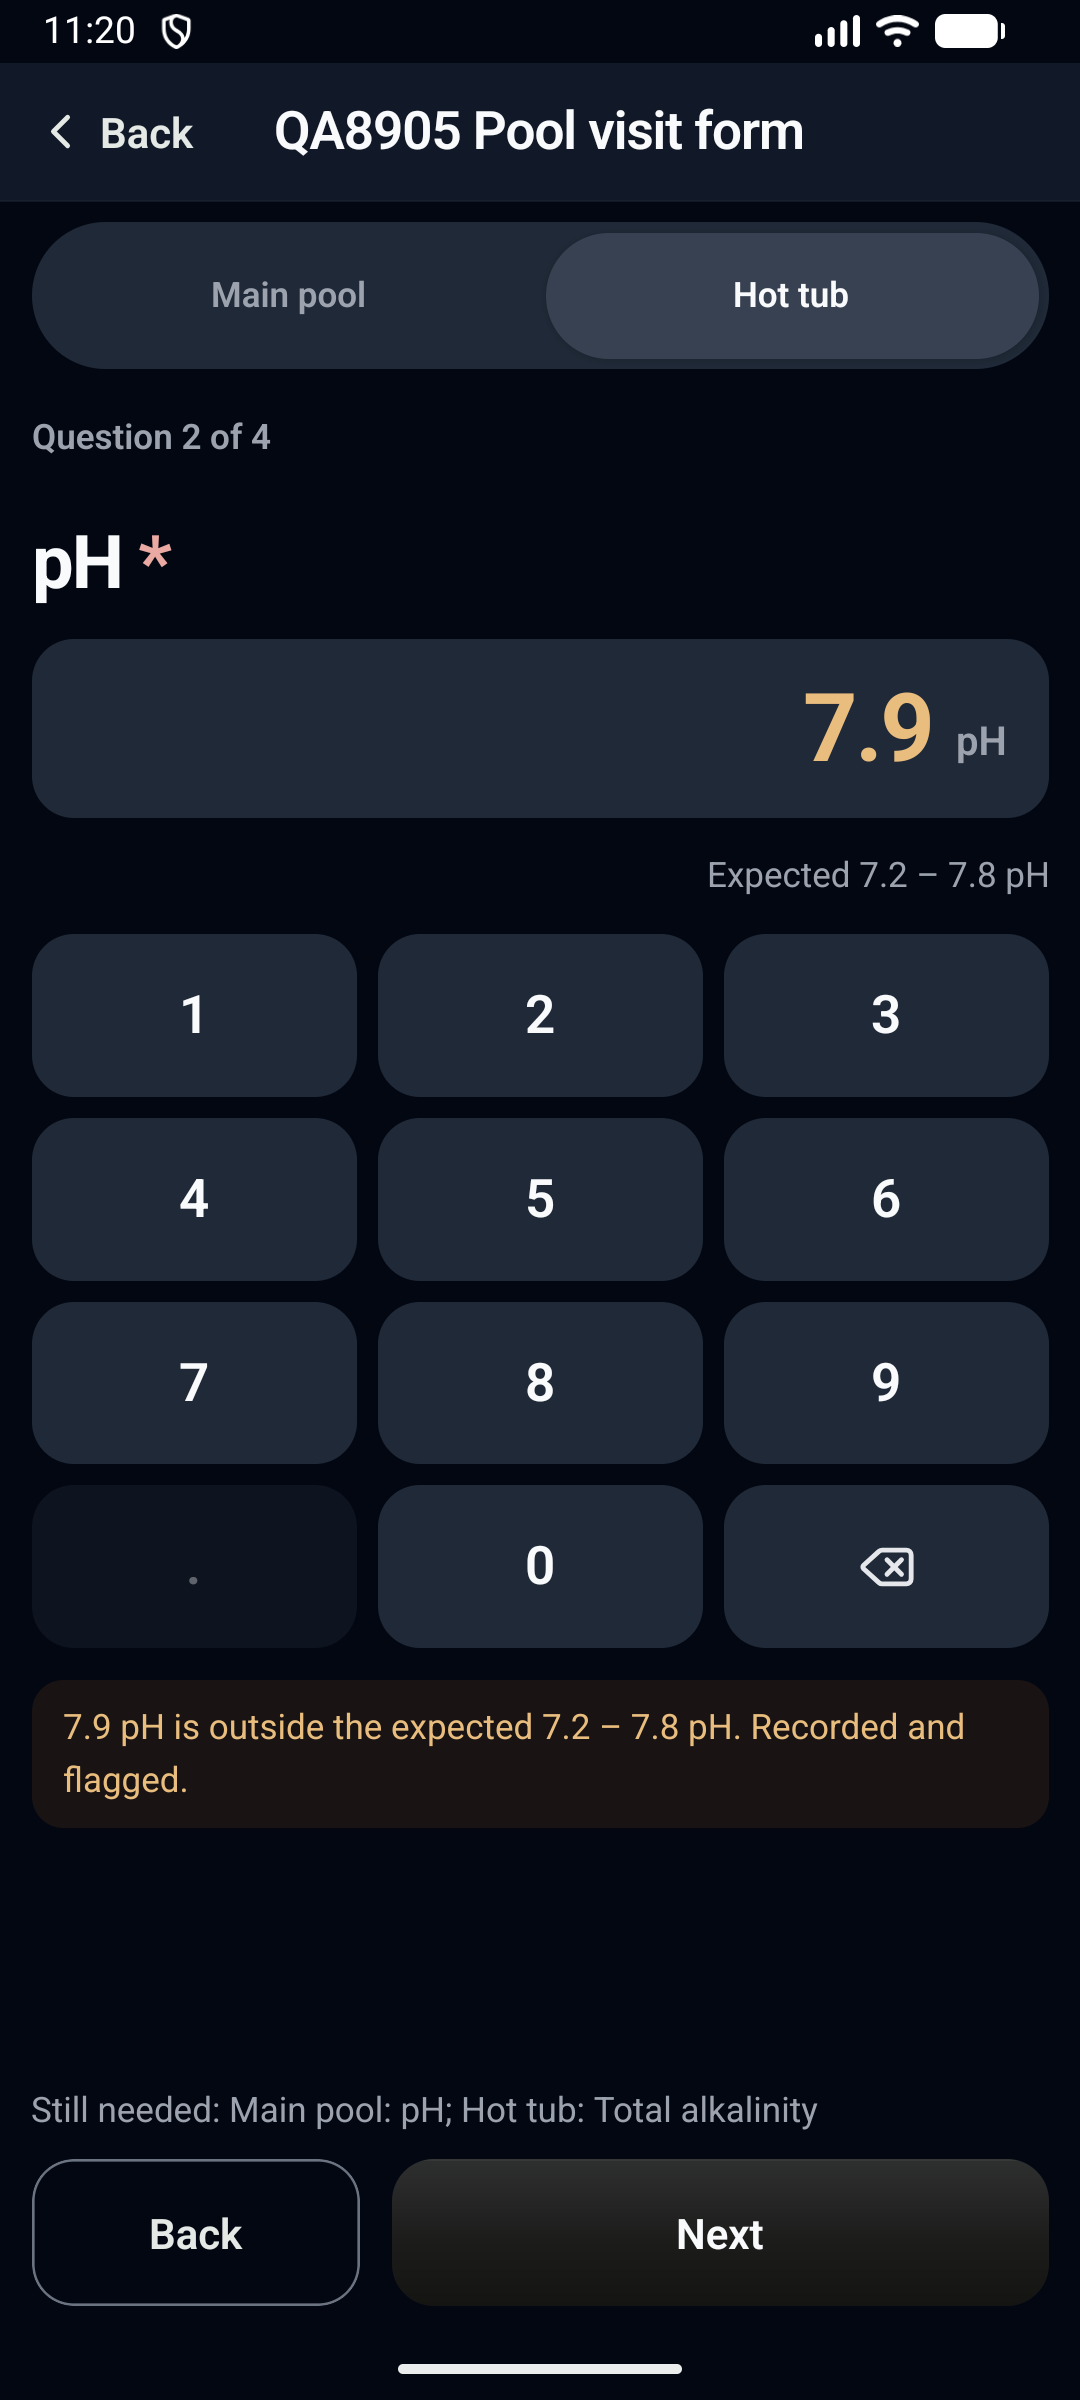 11:20
Back
QA8905 Pool visit form
Main pool
Hot tub
Question 2 of 4
pH *
7.9 pH
Expected 7.2 – 7.8 pH
1
2
3
4
5
6
7
8
9
.
0
7.9 pH is outside the expected 7.2 – 7.8 pH. Recorded and
flagged.
Still needed: Main pool: pH; Hot tub: Total alkalinity
Back
Next